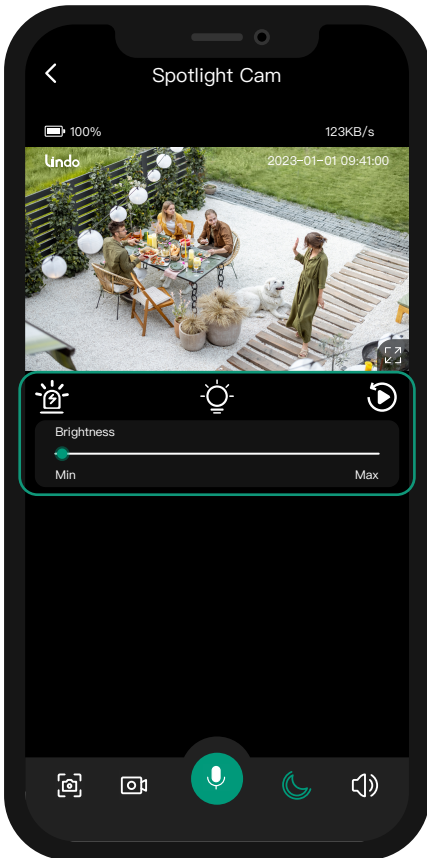 Spotlight Cam
100%
123KB/s
lindo
2023-01-01 09:41:00
Brightness
Min
Max